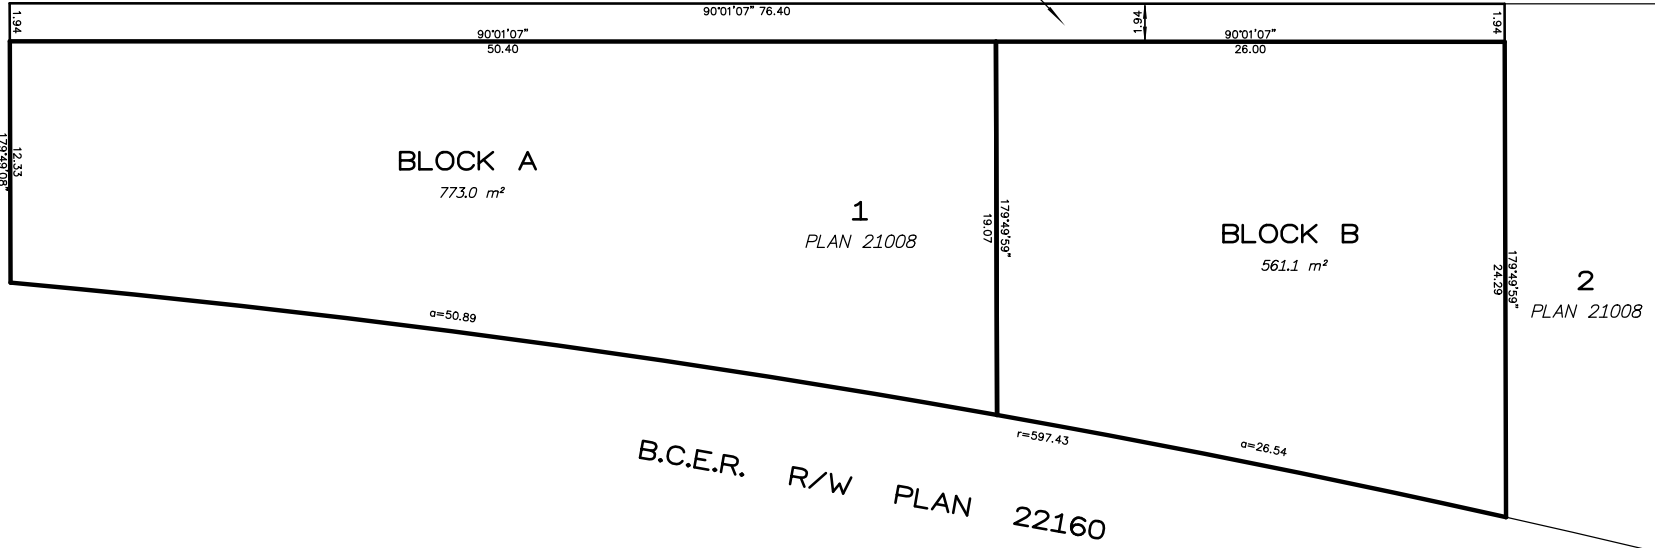 1.94
90°01'07" 76.40
1.94
1.94
90°01'07"
50.40
90°01'07"
26.00
179°49'08"
12.33
BLOCK A
773.0 m²
1
PLAN 21008
19.07
179°49'59"
BLOCK B
561.1 m²
24.29
179°49'59"
2
PLAN 21008
a=50.89
r=597.43
a=26.54
B.C.E.R. R/W PLAN 22160